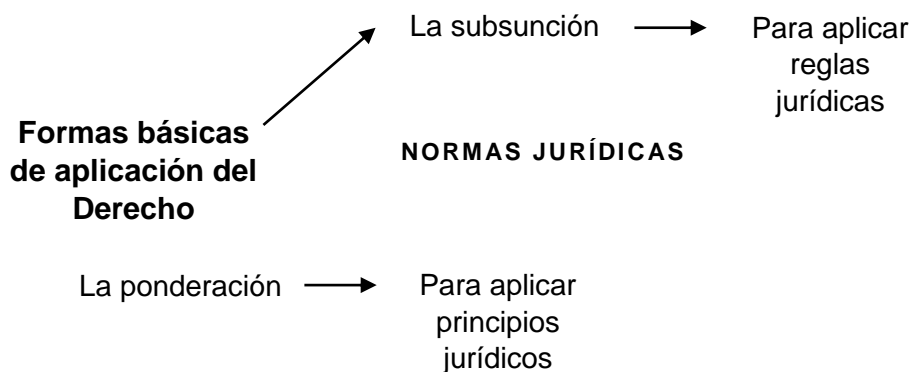 La subsunción
Para aplicar
reglas
jurídicas
Formas básicas
de aplicación del
Derecho
NORMAS JURÍDICAS
La ponderación
Para aplicar
principios
jurídicos